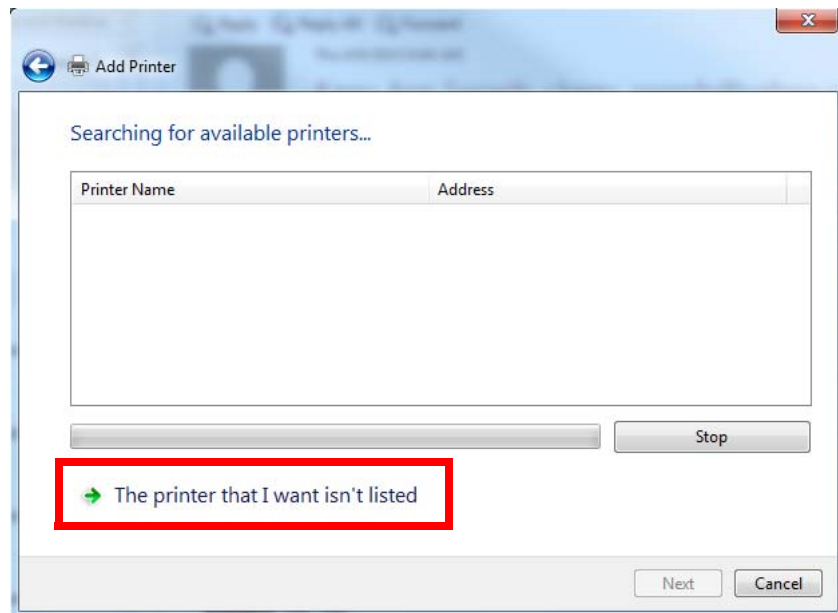 Add Printer
Searching for available printers...
Printer Name Address
Stop
The printer that I want isn't listed
Next Cancel